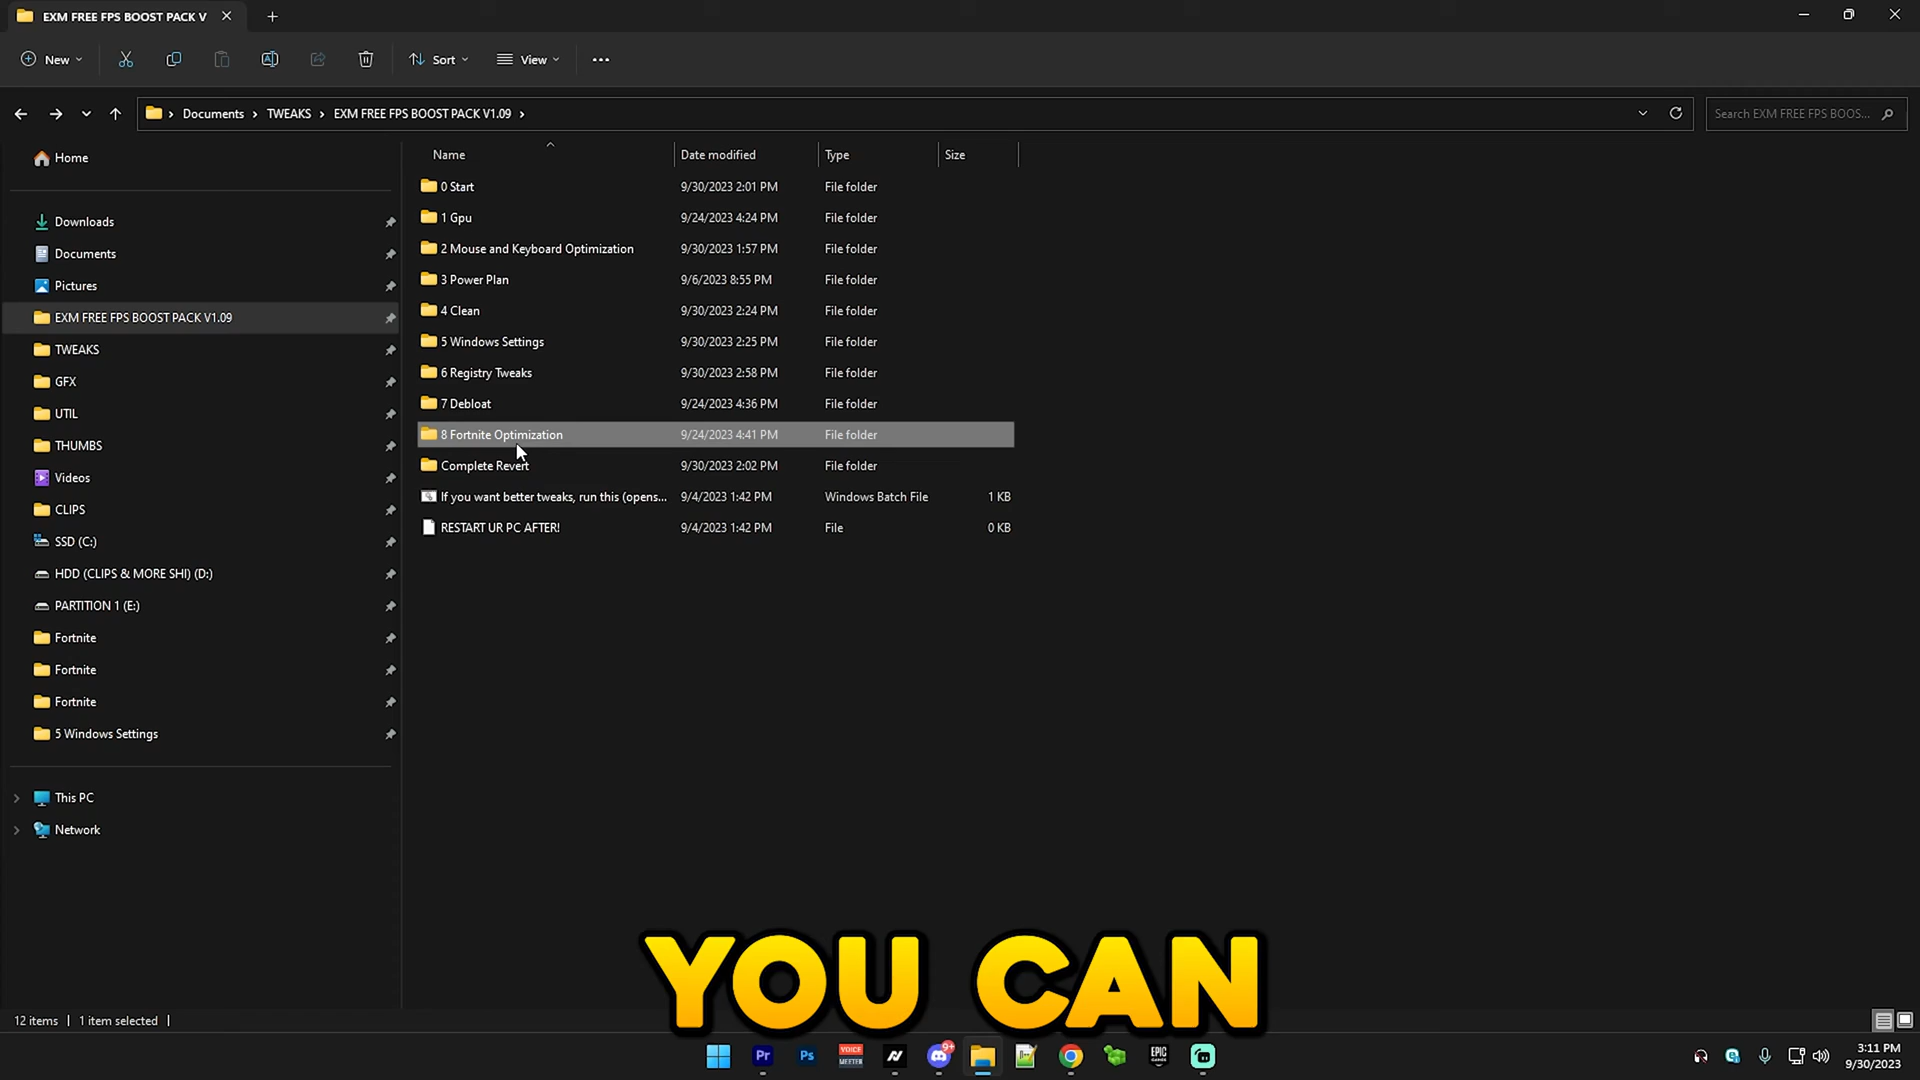 EXM FREE FPS BOOST PACK V
New
Sort
View
Documents > TWEAKS > EXM FREE FPS BOOST PACK V1.09 >
Search EXM FREE FPS BOOS...
Name Date modified Type Size
Home
Downloads
Documents
Pictures
EXM FREE FPS BOOST PACK V1.09
TWEAKS
GFX
UTIL
THUMBS
Videos
CLIPS
SSD (C:)
HDD (CLIPS & MORE SHI) (D:)
PARTITION 1 (E:)
Fortnite
Fortnite
Fortnite
5 Windows Settings
This PC
Network
0 Start 9/30/2023 2:01 PM File folder
1 Gpu 9/24/2023 4:24 PM File folder
2 Mouse and Keyboard Optimization 9/30/2023 1:57 PM File folder
3 Power Plan 9/6/2023 8:55 PM File folder
4 Clean 9/30/2023 2:24 PM File folder
5 Windows Settings 9/30/2023 2:25 PM File folder
6 Registry Tweaks 9/30/2023 2:58 PM File folder
7 Debloat 9/24/2023 4:36 PM File folder
8 Fortnite Optimization 9/24/2023 4:41 PM File folder
Complete Revert 9/30/2023 2:02 PM File folder
If you want better tweaks, run this (opens... 9/4/2023 1:42 PM Windows Batch File 1 KB
RESTART UR PC AFTER! 9/4/2023 1:42 PM File 0 KB
YOU CAN
12 items | 1 item selected |
Pr
Ps
VOICE
MEETER
9+
EPIC
GAMES
3:11 PM
9/30/2023